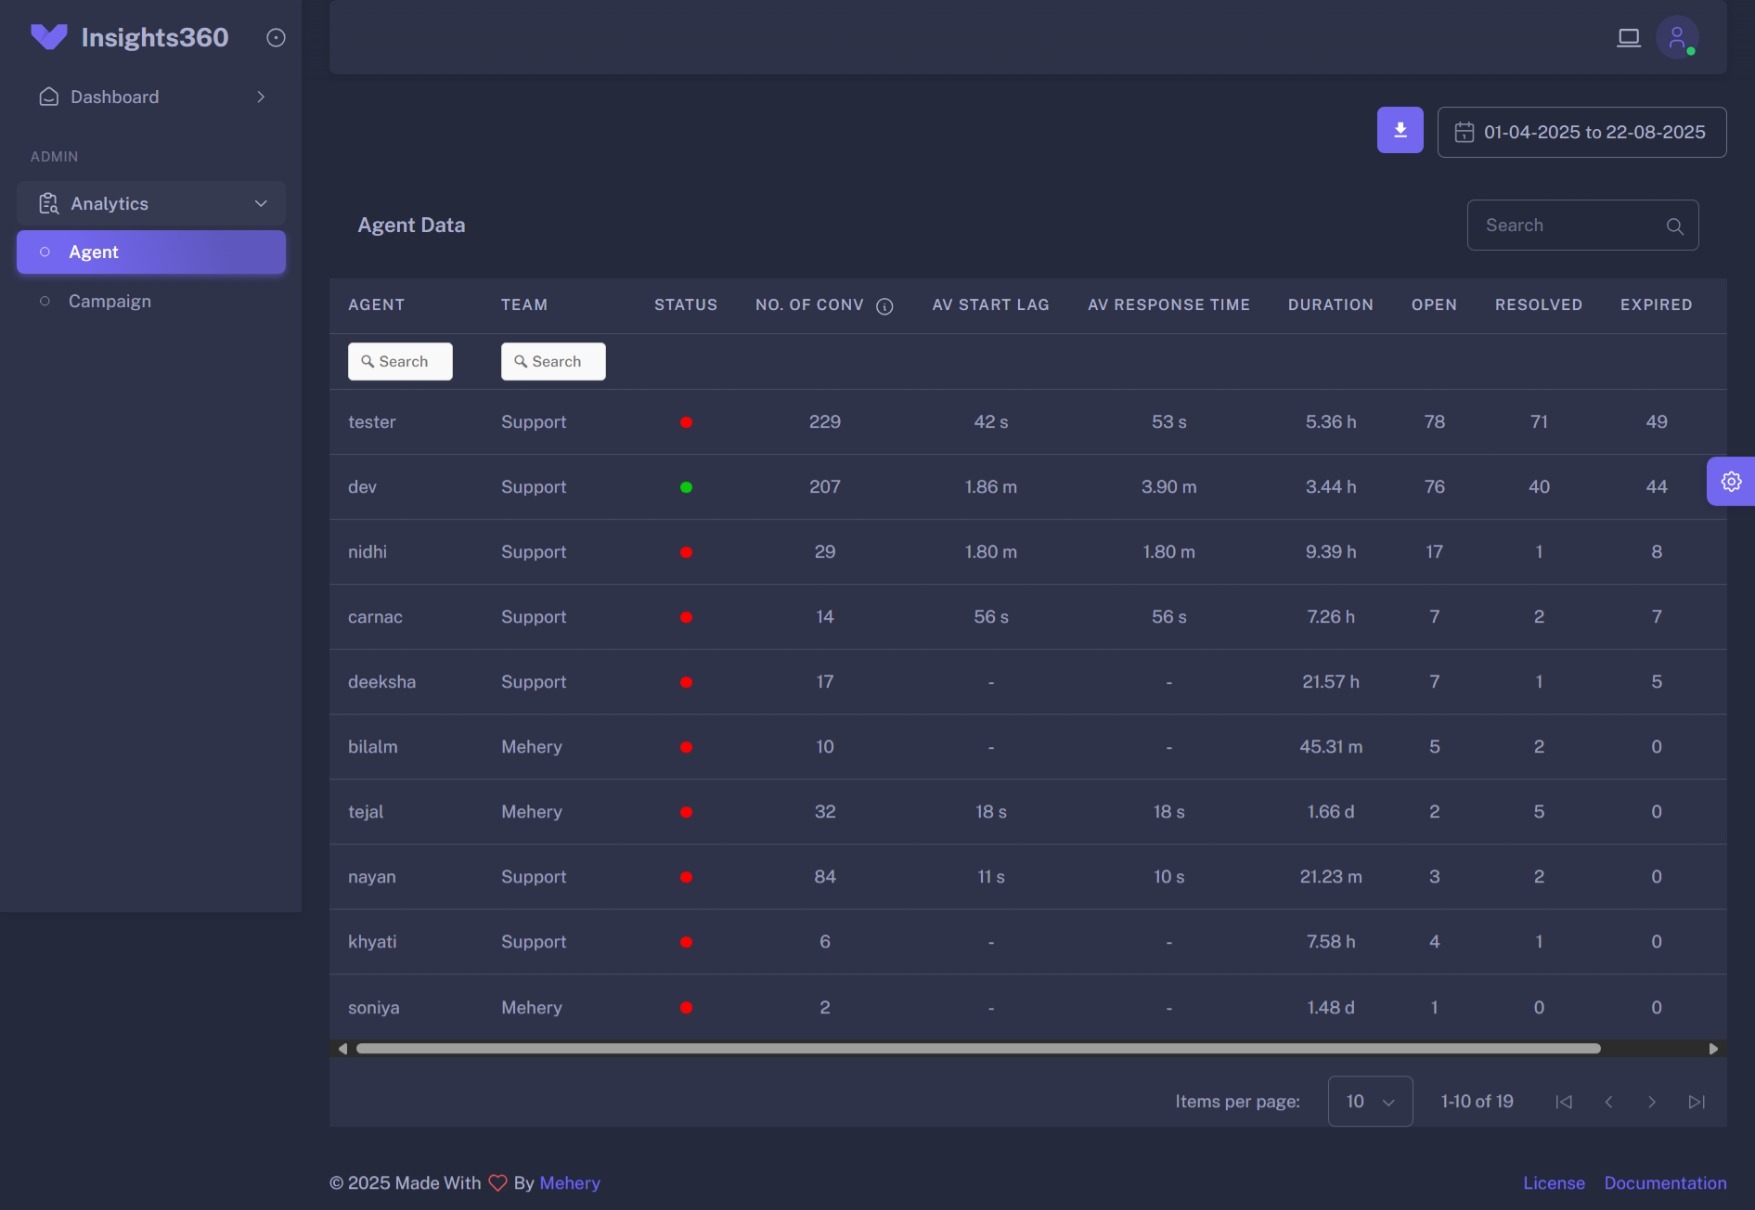 Insights360
Dashboard
ADMIN
Analytics
Agent
Campaign
01-04-2025 to 22-08-2025
Agent Data
Search
AGENT TEAM STATUS NO. OF CONV AV START LAG AV RESPONSE TIME DURATION OPEN RESOLVED EXPIRED
Search Search
tester Support 229 42 s 53 s 5.36 h 78 71 49
dev Support 207 1.86 m 3.90 m 3.44 h 76 40 44
nidhi Support 29 1.80 m 1.80 m 9.39 h 17 1 8
carnac Support 14 56 s 56 s 7.26 h 7 2 7
deeksha Support 17 - - 21.57 h 7 1 5
bilalm Mehery 10 - - 45.31 m 5 2 0
tejal Mehery 32 18 s 18 s 1.66 d 2 5 0
nayan Support 84 11 s 10 s 21.23 m 3 2 0
khyati Support 6 - - 7.58 h 4 1 0
soniya Mehery 2 - - 1.48 d 1 0 0
Items per page: 10 1-10 of 19
© 2025 Made With By Mehery
License Documentation